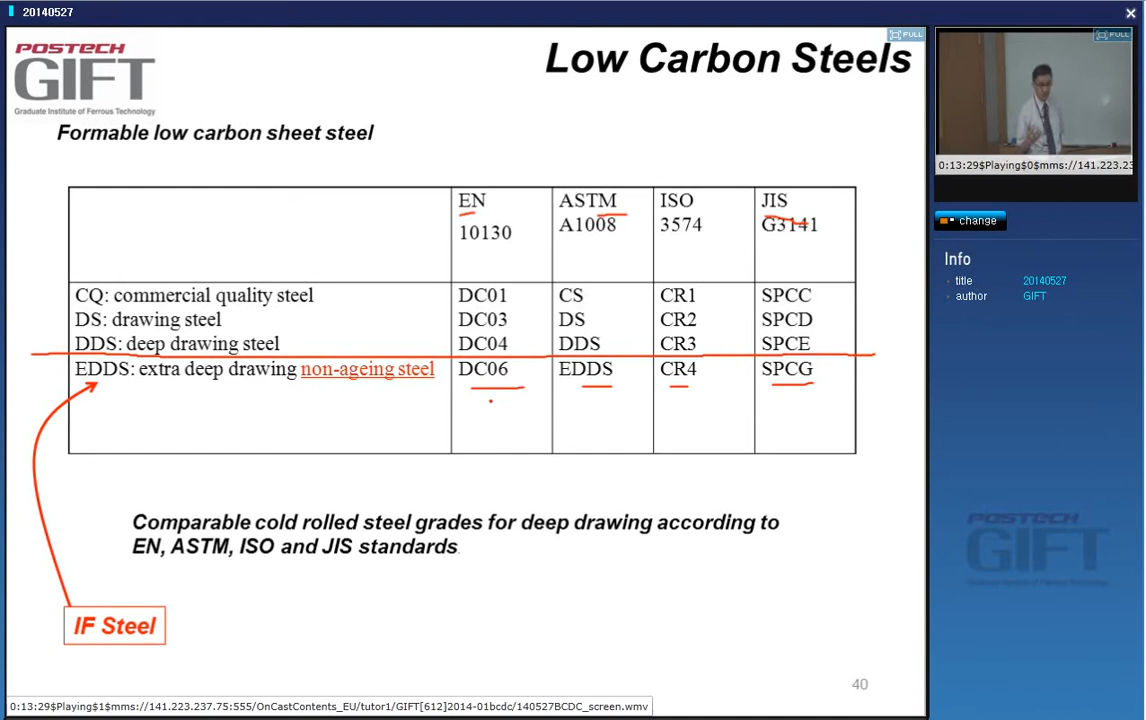 20140527
POSTECH
GIFT
Graduate Institute of Ferrous Technology
Low Carbon Steels
FULL
FULL
Formable low carbon sheet steel
0:13:29$Playing$0$mms://141.223.23
EN
10130
ASTM
A1008
ISO
3574
JIS
G3141
CQ: commercial quality steel DC01 CS CR1 SPCC
DS: drawing steel DC03 DS CR2 SPCD
DDS: deep drawing steel DC04 DDS CR3 SPCE
EDDS: extra deep drawing non-ageing steel DC06 EDDS CR4 SPCG
Comparable cold rolled steel grades for deep drawing according to
EN, ASTM, ISO and JIS standards.
IF Steel
40
0:13:29$Playing$1$mms://141.223.237.75:555/OnCastContents_EU/tutor1/GIFT[612]2014-01bcdc/140527BCDC_screen.wmv
change
Info
title 20140527
author GIFT
POSTECH
GIFT